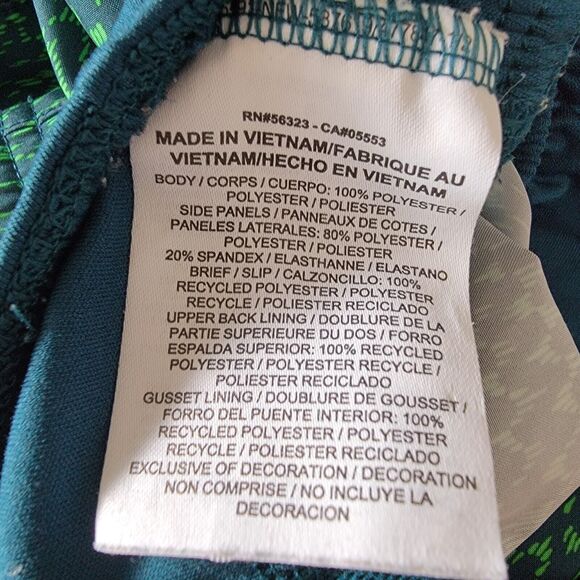 RN#56323 - CA#05553
MADE IN VIETNAM/FABRIQUE AU
VIETNAM/HECHO EN VIETNAM
BODY / CORPS / CUERPO: 100% POLYESTER /
POLYESTER / POLIESTER
SIDE PANELS / PANNEAUX DE COTES /
PANELES LATERALES: 80% POLYESTER /
POLYESTER / POLIESTER
20% SPANDEX / ELASTHANNE / ELASTANO
BRIEF / SLIP / CALZONCILLO: 100%
RECYCLED POLYESTER / POLYESTER
RECYCLE / POLIESTER RECICLADO
UPPER BACK LINING / DOUBLURE DE LA
PARTIE SUPERIEURE DU DOS / FORRO
ESPALDA SUPERIOR: 100% RECYCLED
POLYESTER / POLYESTER RECYCLE /
POLIESTER RECICLADO
GUSSET LINING / DOUBLURE DE GOUSSET /
FORRO DEL PUENTE INTERIOR: 100%
RECYCLED POLYESTER / POLYESTER
RECYCLE / POLIESTER RECICLADO
EXCLUSIVE OF DECORATION / DECORATION
NON COMPRISE / NO INCLUYE LA
DECORACION